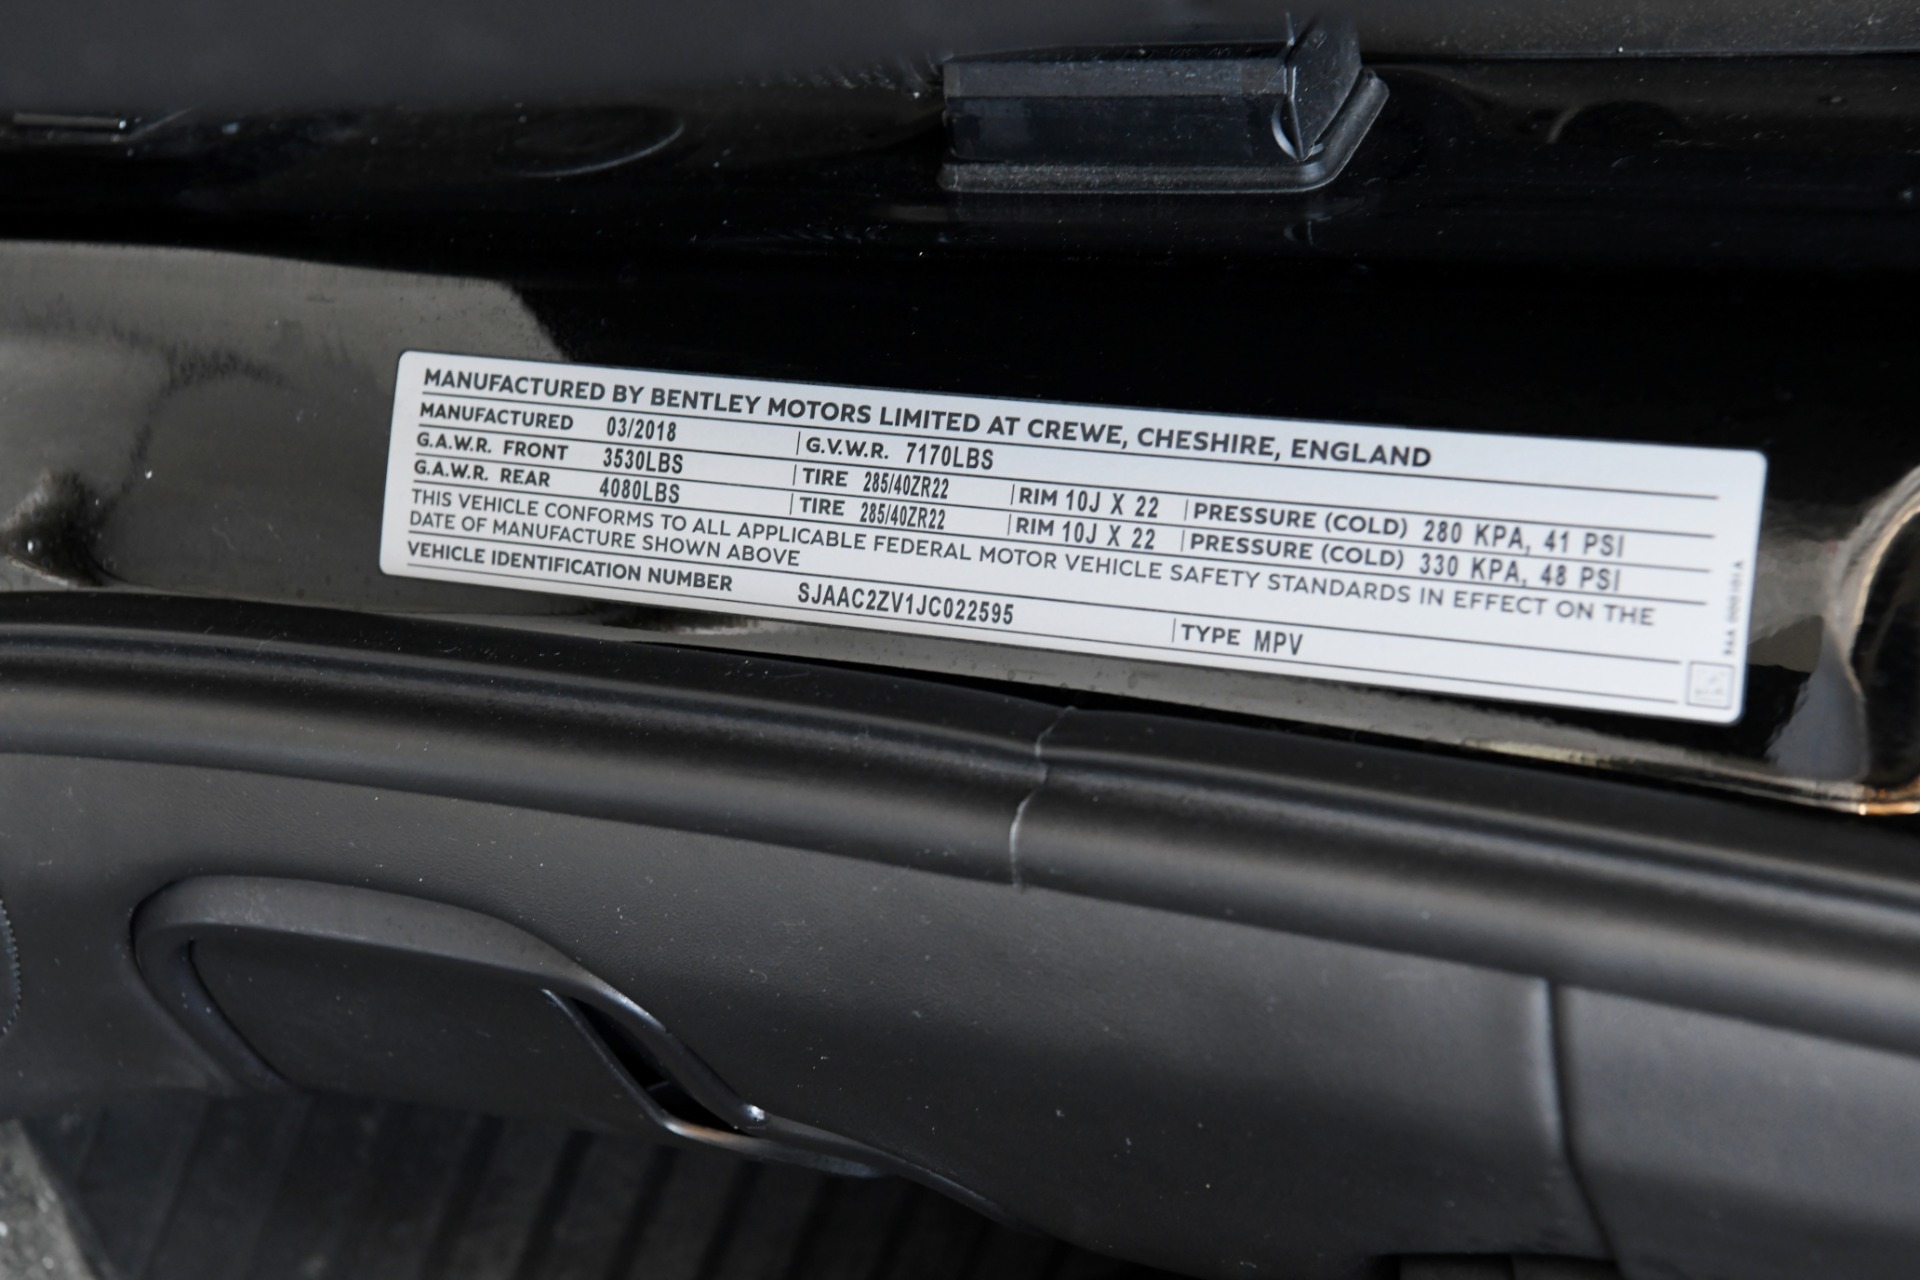 MANUFACTURED BY BENTLEY MOTORS LIMITED AT CREWE, CHESHIRE, ENGLAND
MANUFACTURED 03/2018 G.V.W.R. 7170LBS
G.A.W.R. FRONT 3530LBS TIRE 285/40ZR22 RIM 10J X 22 PRESSURE (COLD) 280 KPA, 41 PSI
G.A.W.R. REAR 4080LBS TIRE 285/40ZR22 RIM 10J X 22 PRESSURE (COLD) 330 KPA, 48 PSI
THIS VEHICLE CONFORMS TO ALL APPLICABLE FEDERAL MOTOR VEHICLE SAFETY STANDARDS IN EFFECT ON THE
DATE OF MANUFACTURE SHOWN ABOVE
VEHICLE IDENTIFICATION NUMBER SJAAC2ZV1JC022595 TYPE MPV